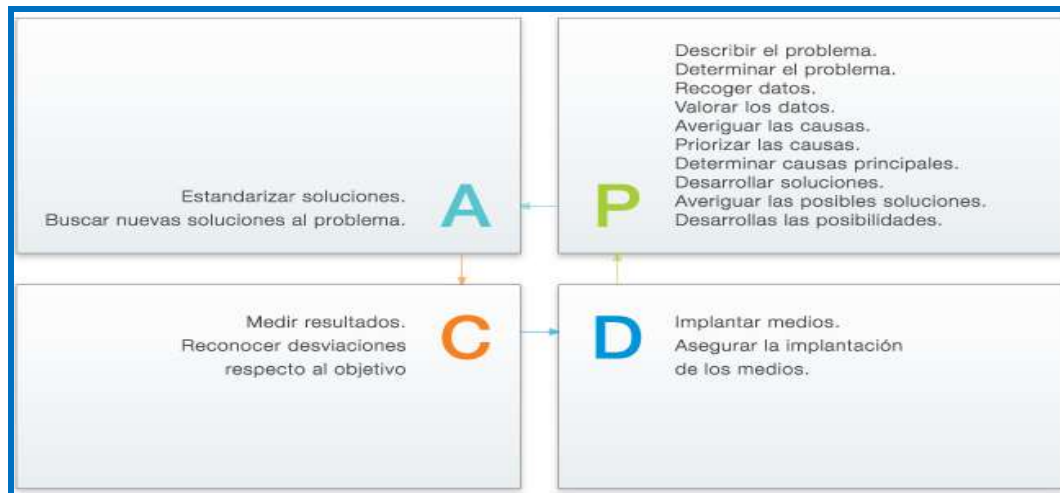 Estandarizar soluciones.
Buscar nuevas soluciones al problema.
A
P
Describir el problema.
Determinar el problema.
Recoger datos.
Valorar los datos.
Averiguar las causas.
Priorizar las causas.
Determinar causas principales.
Desarrollar soluciones.
Averiguar las posibles soluciones.
Desarrollas las posibilidades.
Medir resultados.
Reconocer desviaciones
respecto al objetivo
C
D
Implantar medios.
Asegurar la implantación
de los medios.